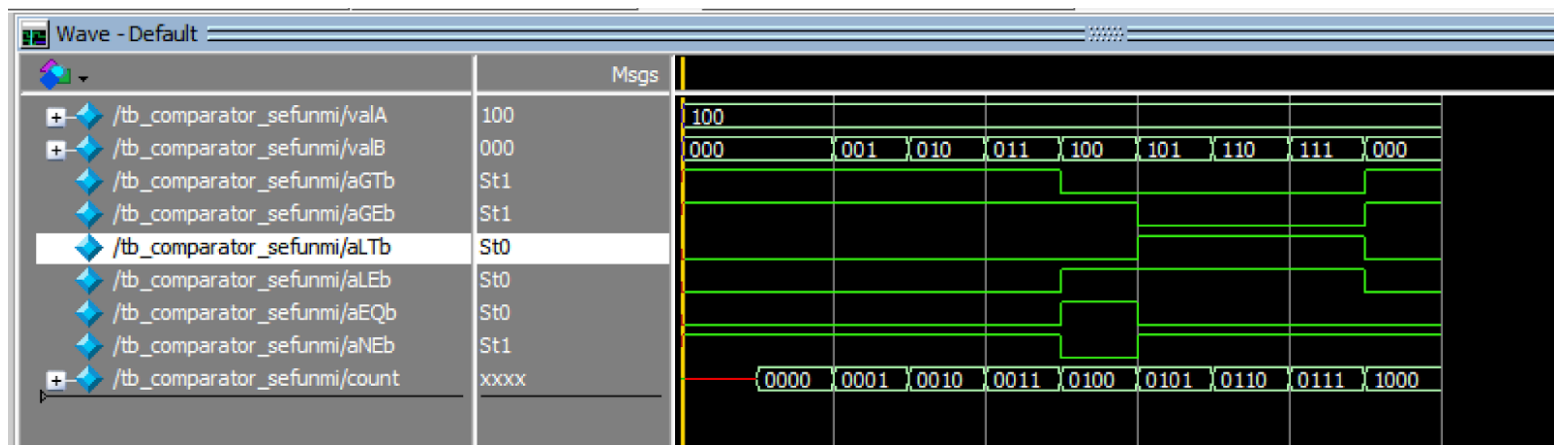 Wave - Default
Msgs
/tb_comparator_sefunmi/valA 100 100
/tb_comparator_sefunmi/valB 000 000 001 010 011 100 101 110 111 000
/tb_comparator_sefunmi/aGTb St1
/tb_comparator_sefunmi/aGEb St1
/tb_comparator_sefunmi/aLTb St0
/tb_comparator_sefunmi/aLEb St0
/tb_comparator_sefunmi/aEQb St0
/tb_comparator_sefunmi/aNEb St1
/tb_comparator_sefunmi/count xxxx 0000 0001 0010 0011 0100 0101 0110 0111 1000